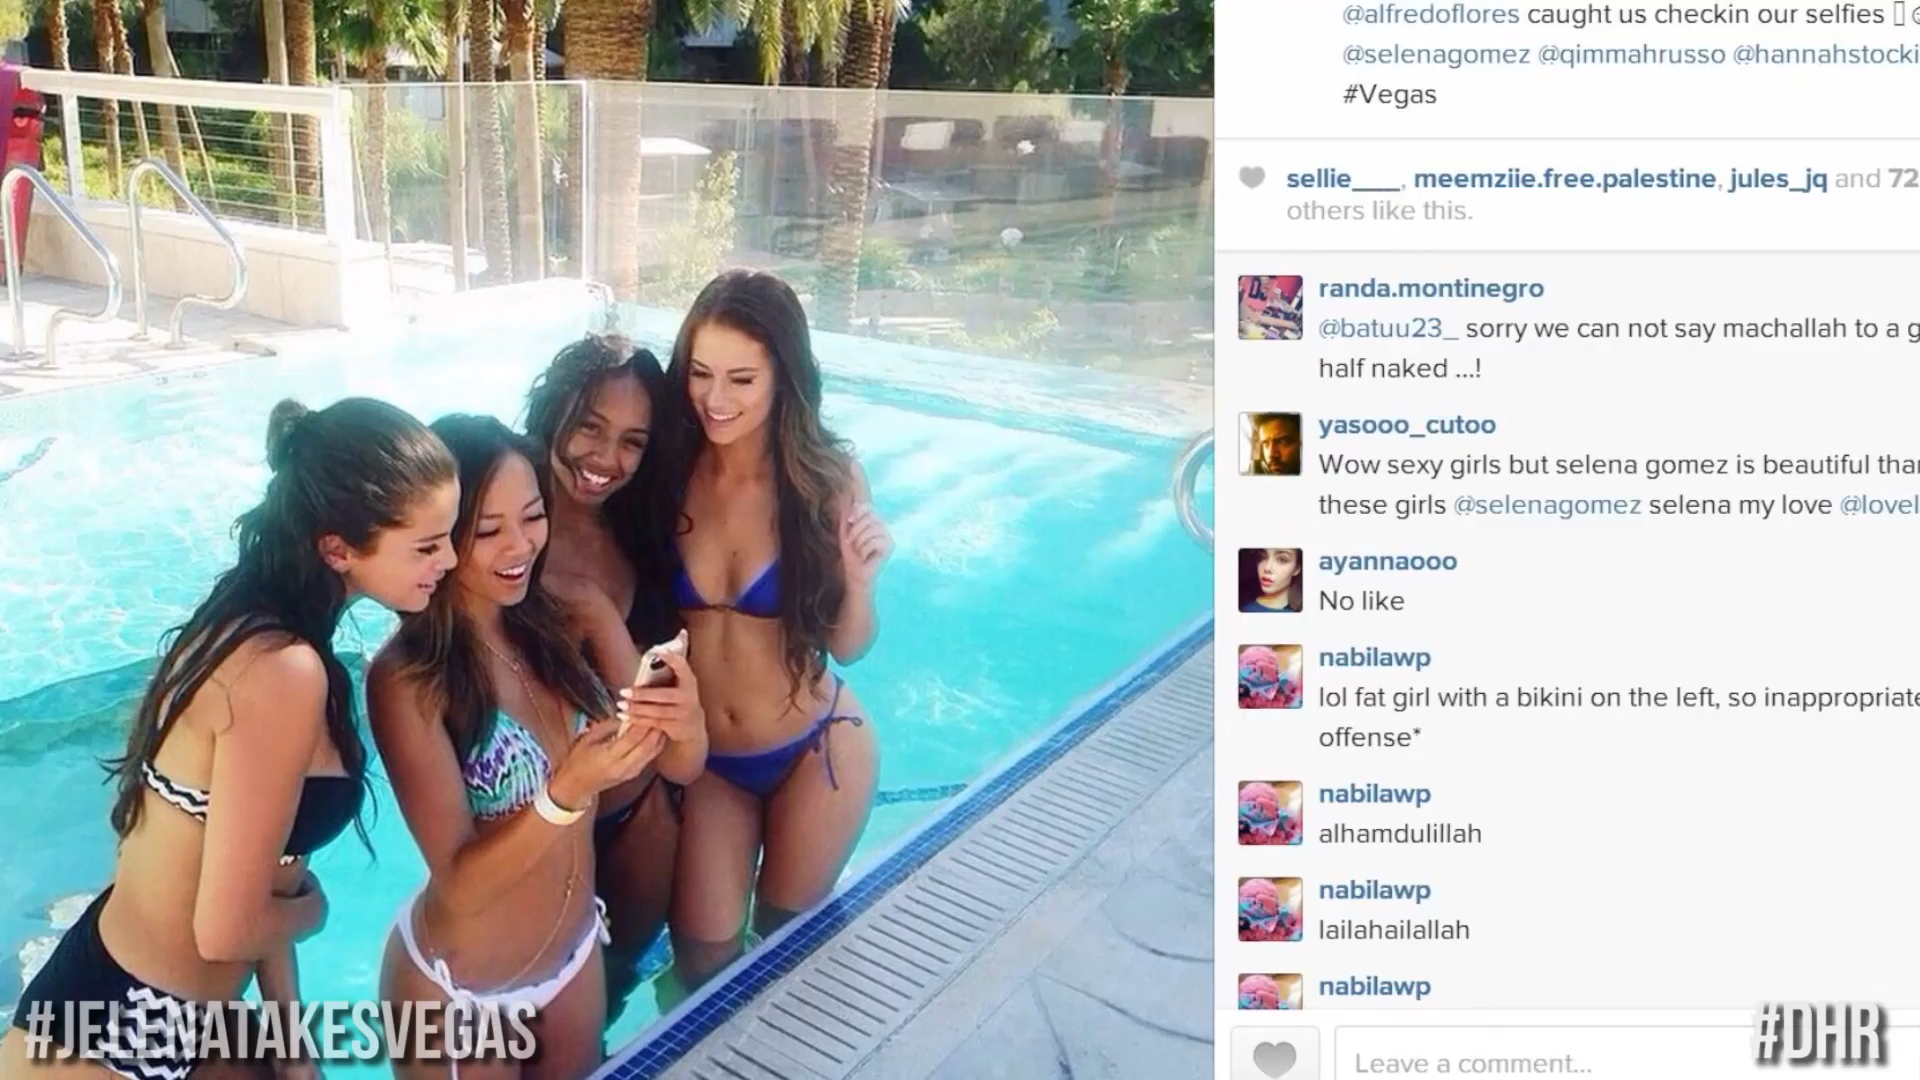 @alfredoflores caught us checkin our selfies
@selenagomez @qimmahrusso @hannahstocki
#Vegas
sellie___, meemziie.free.palestine, jules_jq and 72
others like this.
randa.montinegro
@batuu23_ sorry we can not say machallah to a g
half naked ...!
yasooo_cutoo
Wow sexy girls but selena gomez is beautiful than
these girls @selenagomez selena my love @lovel
ayannaooo
No like
nabilawp
lol fat girl with a bikini on the left, so inappropriate
offense*
nabilawp
alhamdulillah
nabilawp
lailahailallah
nabilawp
Leave a comment...
#JELENATAKESVEGAS
#DHR